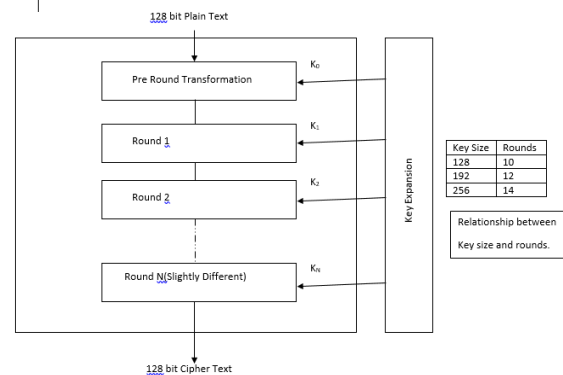 128 bit Plain Text
K0
Pre Round Transformation
K1
Round 1
K2
Round 2
KN
Round N(Slightly Different)
128 bit Cipher Text
Key Expansion
Key Size Rounds
128 10
192 12
256 14
Relationship between
Key size and rounds.